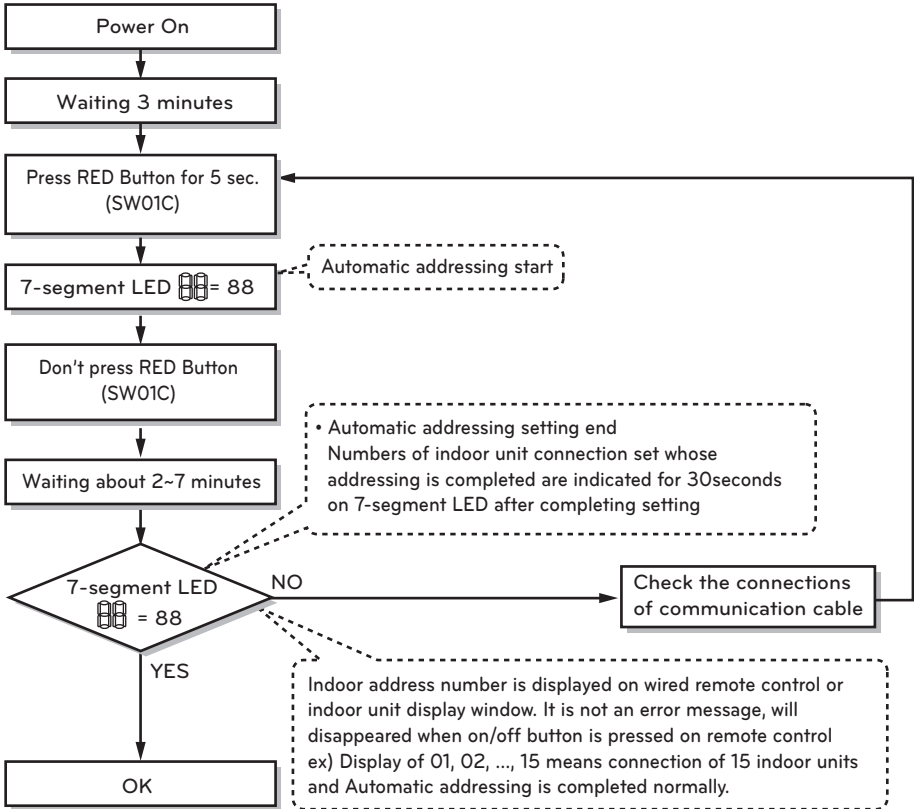 Power On
Waiting 3 minutes
Press RED Button for 5 sec.
(SW01C)
7-segment LED 88= 88
Automatic addressing start
Don't press RED Button
(SW01C)
• Automatic addressing setting end
Numbers of indoor unit connection set whose
addressing is completed are indicated for 30seconds
on 7-segment LED after completing setting
Waiting about 2~7 minutes
7-segment LED
88 = 88
NO
Check the connections
of communication cable
YES
Indoor address number is displayed on wired remote control or
indoor unit display window. It is not an error message, will
disappeared when on/off button is pressed on remote control
ex) Display of 01, 02, ..., 15 means connection of 15 indoor units
and Automatic addressing is completed normally.
OK